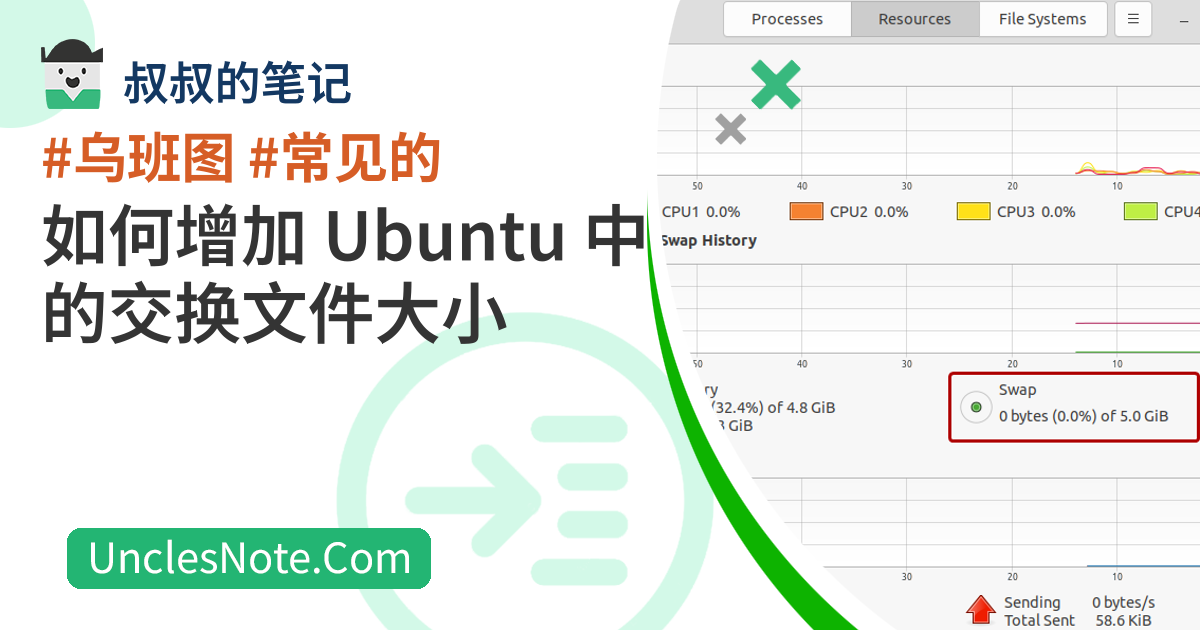 叔叔的笔记
#乌班图 #常见的
如何增加 Ubuntu 中
的交换文件大小
UnclesNote.Com
Processes Resources File Systems
50 40 30 20 10
CPU1 0.0% CPU2 0.0% CPU3 0.0% CPU4
Swap History
50 40 30 20 10
ry
(32.4%) of 4.8 GiB
GiB
Swap
0 bytes (0.0%) of 5.0 GiB
30 20 10
Sending 0 bytes/s
Total Sent 58.6 KiB